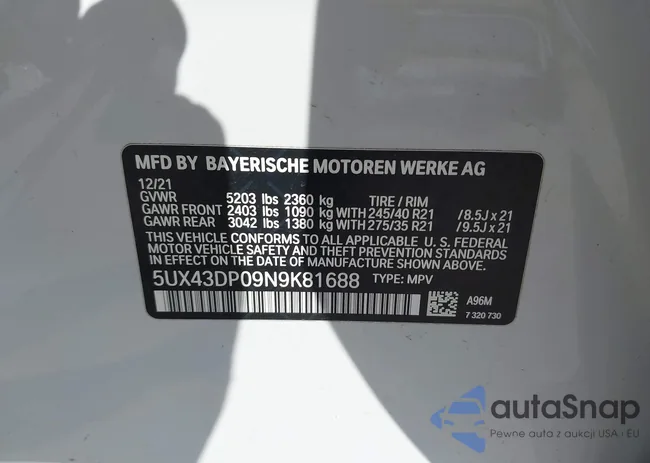 MFD BY BAYERISCHE MOTOREN WERKE AG
12/21
GVWR 5203 lbs 2360 kg TIRE / RIM
GAWR FRONT 2403 lbs 1090 kg WITH 245/40 R21 /8.5J x 21
GAWR REAR 3042 lbs 1380 kg WITH 275/35 R21 /9.5J x 21
THIS VEHICLE CONFORMS TO ALL APPLICABLE U. S. FEDERAL
MOTOR VEHICLE SAFETY AND THEFT PREVENTION STANDARDS
IN EFFECT ON THE DATE OF MANUFACTURE SHOWN ABOVE.
5UX43DP09N9K81688 TYPE: MPV
A96M
7 320 730
autoSnap
Pewne auta z aukcji USA i EU